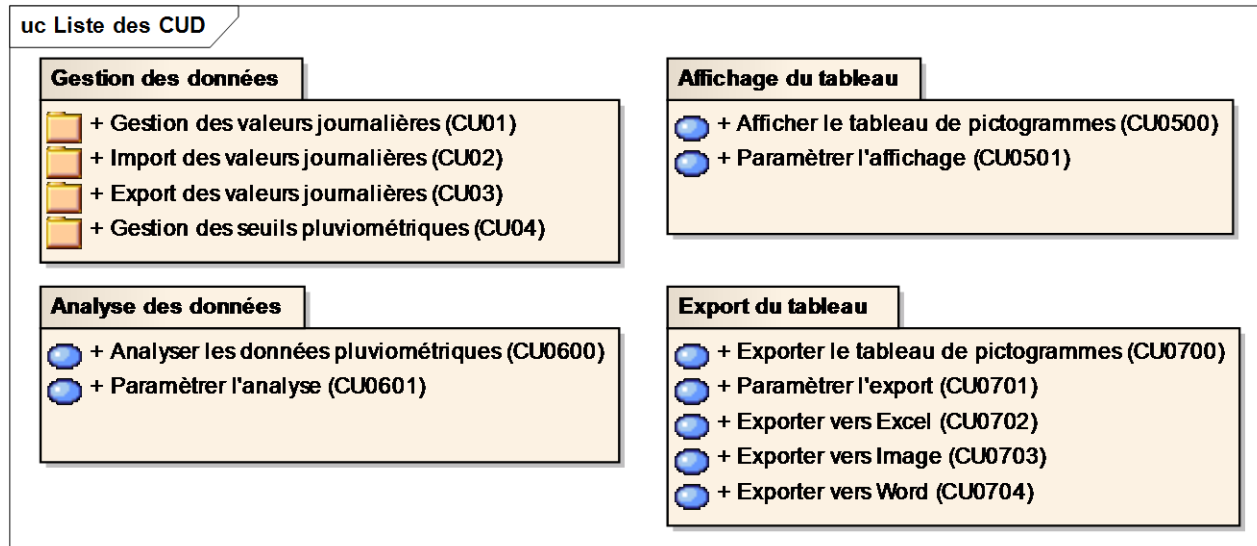 uc Liste des CUD
Gestion des données
+ Gestion des valeurs journalières (CU01)
+ Import des valeurs journalières (CU02)
+ Export des valeurs journalières (CU03)
+ Gestion des seuils pluviométriques (CU04)
Affichage du tableau
+ Afficher le tableau de pictogrammes (CU0500)
+ Paramètrer l'affichage (CU0501)
Analyse des données
+ Analyser les données pluviométriques (CU0600)
+ Paramètrer l'analyse (CU0601)
Export du tableau
+ Exporter le tableau de pictogrammes (CU0700)
+ Paramètrer l'export (CU0701)
+ Exporter vers Excel (CU0702)
+ Exporter vers Image (CU0703)
+ Exporter vers Word (CU0704)